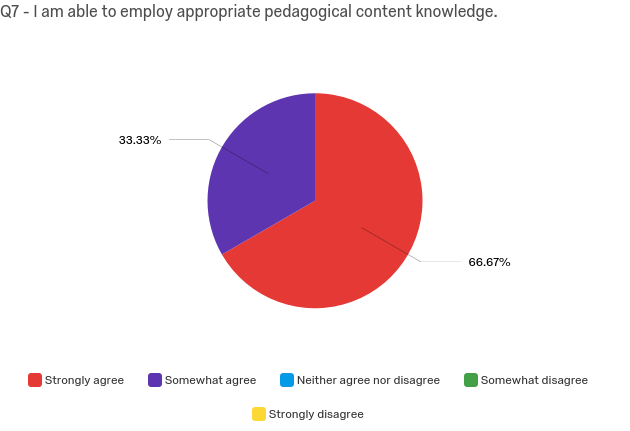 Q7 - I am able to employ appropriate pedagogical content knowledge.
33.33%
66.67%
Strongly agree
Somewhat agree
Neither agree nor disagree
Somewhat disagree
Strongly disagree